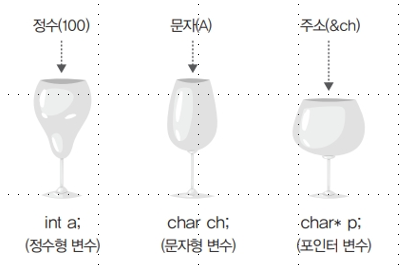 정수(100) 문자(A) 주소(&ch)
int a; char ch; char* p;
(정수형 변수) (문자형 변수) (포인터 변수)